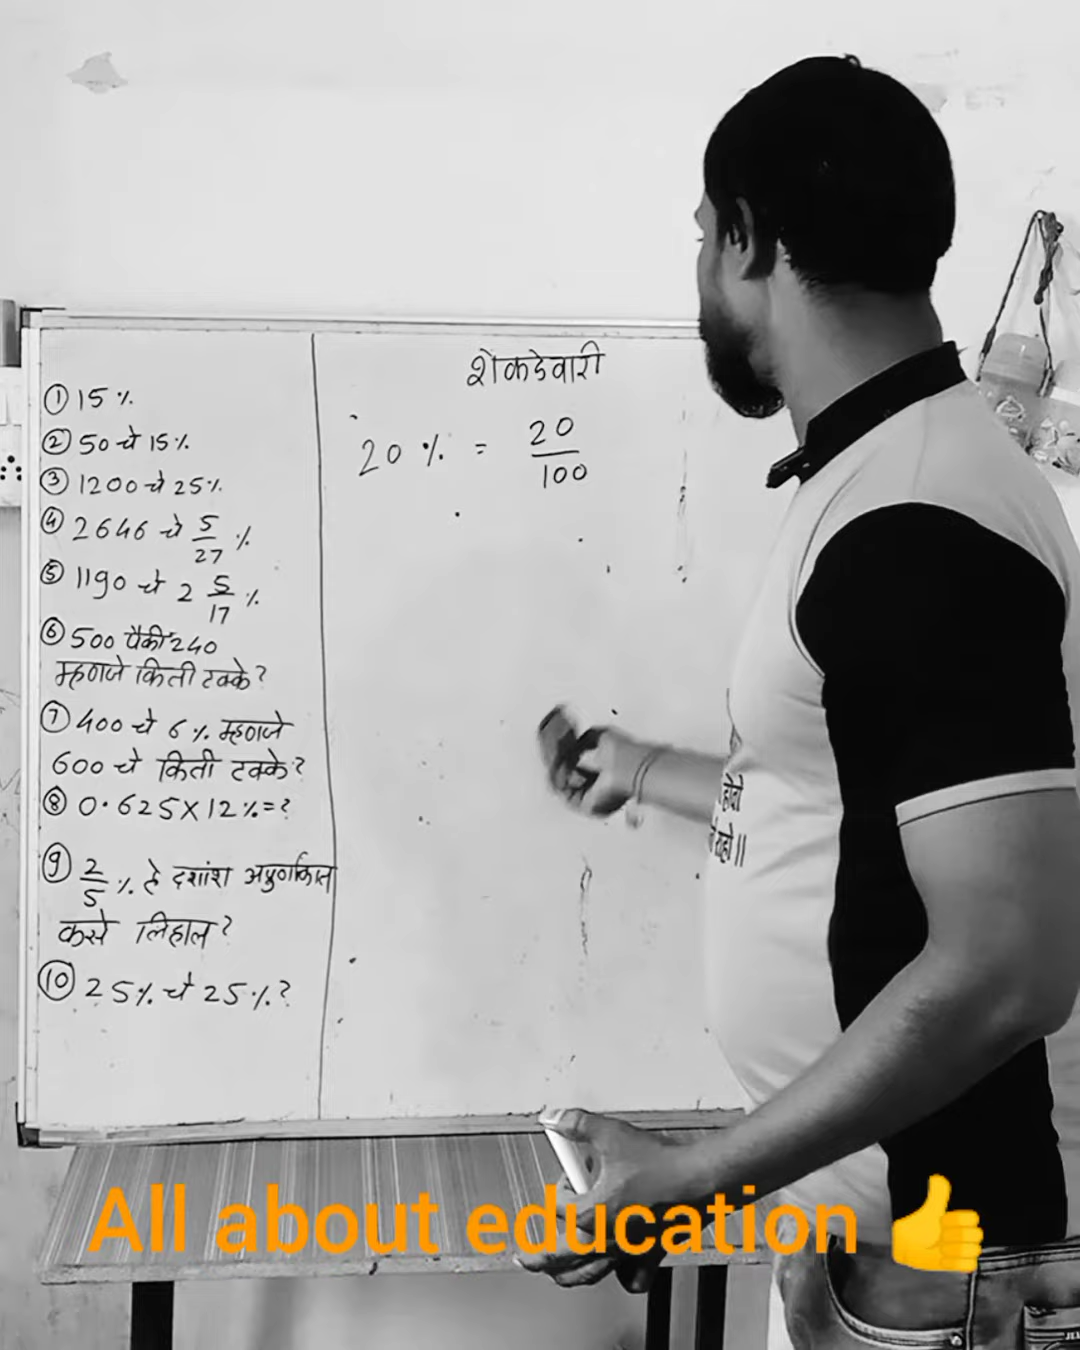 शेकडेवारी
① 15 %
② 50 चे 15%
③ 1200 चे 25%
④ 2646 चे 5/27 %
⑤ 1190 चे 2 5/17 %
⑥ 500 पैकी 240
म्हणजे किती टक्के?
⑦ 400 चे 6 % म्हणजे
600 चे किती टक्के?
⑧ 0.625 X 12% = ?
⑨ 2/5 % हे दशांश अपुर्णांकात
कसे लिहाल?
⑩ 25% चे 25%?
20 % = 20/100
All about education 👍